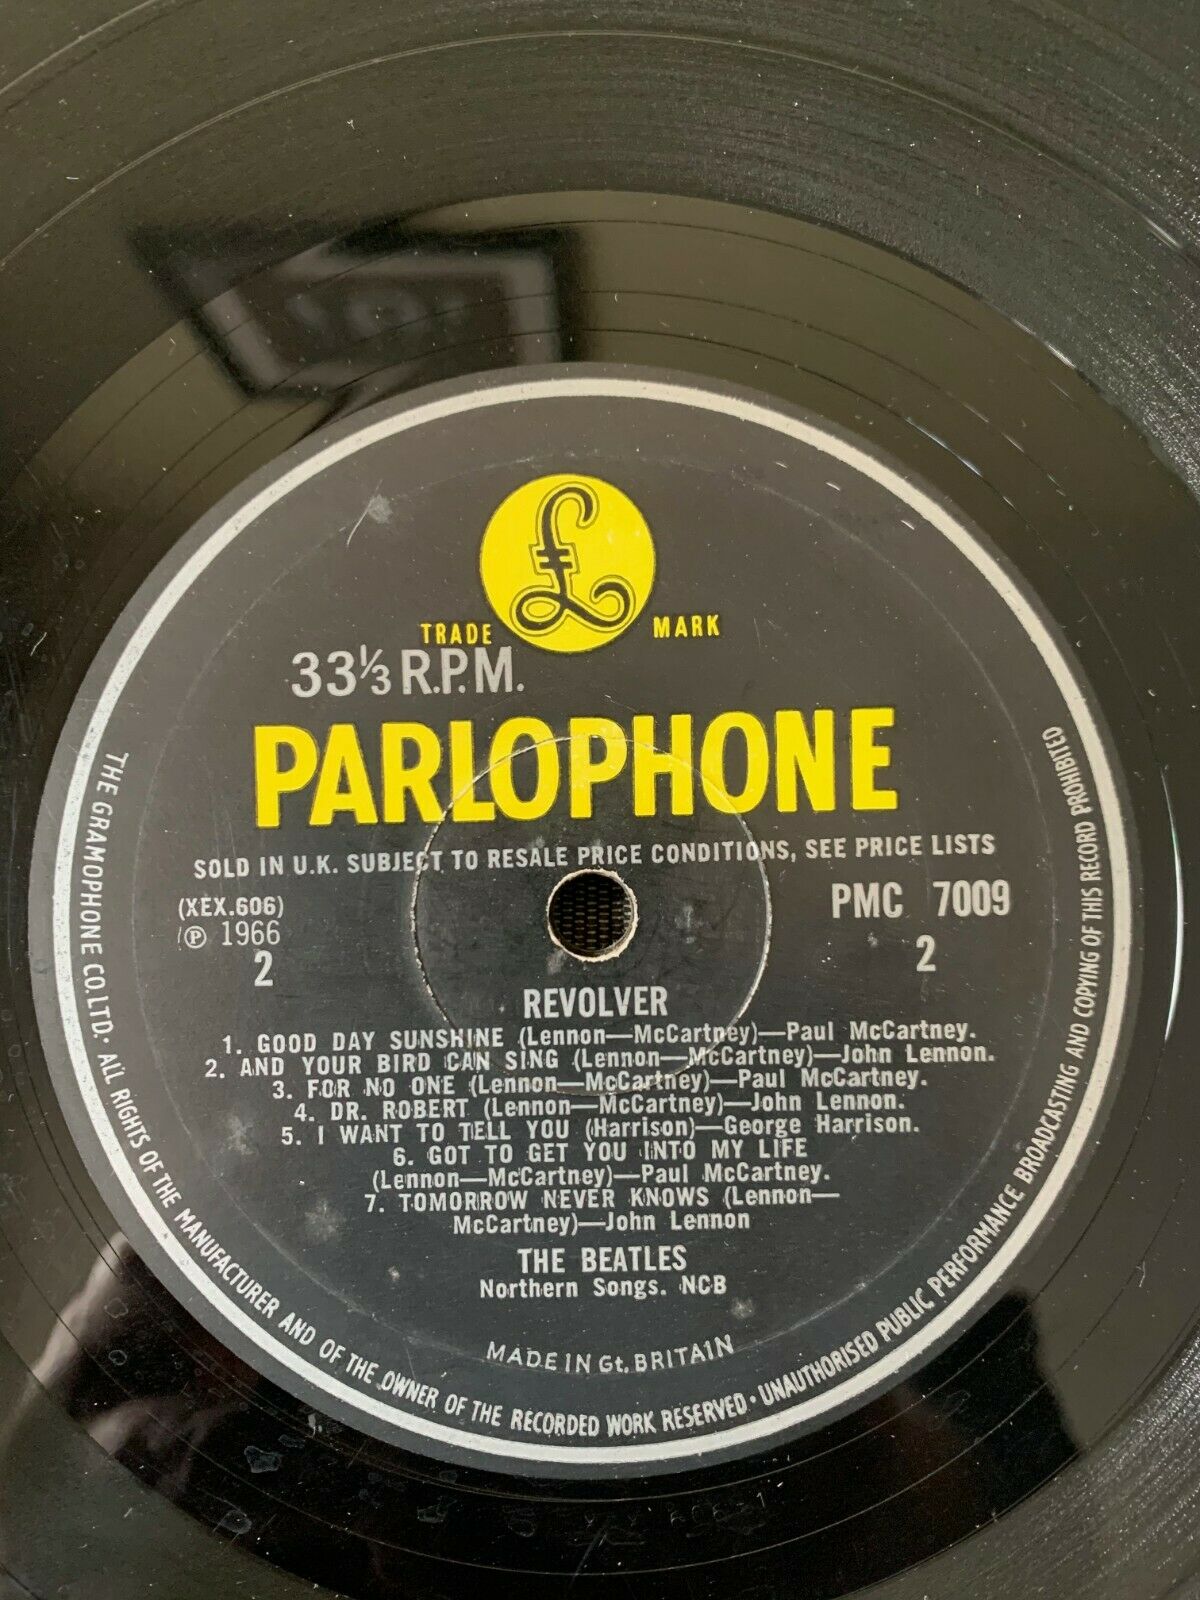 £
TRADE MARK
33⅓ R.P.M.
PARLOPHONE
SOLD IN U.K. SUBJECT TO RESALE PRICE CONDITIONS, SEE PRICE LISTS
(XEX.606)
℗ 1966
2
PMC 7009
2
REVOLVER
1. GOOD DAY SUNSHINE (Lennon—McCartney)—Paul McCartney.
2. AND YOUR BIRD CAN SING (Lennon—McCartney)—John Lennon.
3. FOR NO ONE (Lennon—McCartney)—Paul McCartney.
4. DR. ROBERT (Lennon—McCartney)—John Lennon.
5. I WANT TO TELL YOU (Harrison)—George Harrison.
6. GOT TO GET YOU INTO MY LIFE
(Lennon—McCartney)—Paul McCartney.
7. TOMORROW NEVER KNOWS (Lennon—
McCartney)—John Lennon
THE BEATLES
Northern Songs. NCB
MADE IN Gt. BRITAIN
THE GRAMOPHONE CO. LTD. · ALL RIGHTS OF THE MANUFACTURER AND OF THE OWNER OF THE RECORDED WORK RESERVED · UNAUTHORISED PUBLIC PERFORMANCE BROADCASTING AND COPYING OF THIS RECORD PROHIBITED